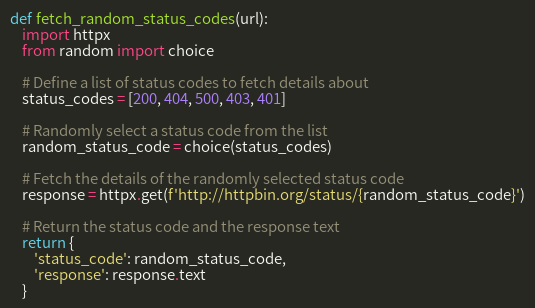 def fetch_random_status_codes(url):
    import httpx
    from random import choice

    # Define a list of status codes to fetch details about
    status_codes = [200, 404, 500, 403, 401]

    # Randomly select a status code from the list
    random_status_code = choice(status_codes)

    # Fetch the details of the randomly selected status code
    response = httpx.get(f'http://httpbin.org/status/{random_status_code}')

    # Return the status code and the response text
    return {
        'status_code': random_status_code,
        'response': response.text
    }